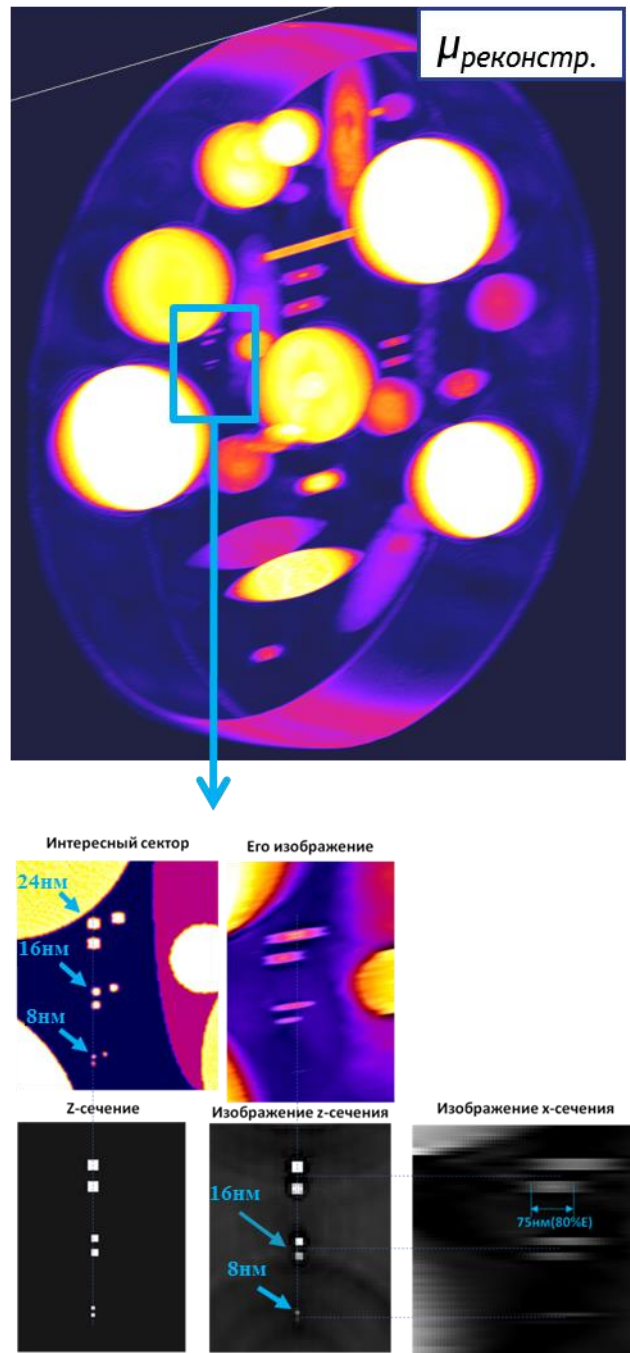 μреконстр.
Интересный сектор
Его изображение
24нм
16нм
8нм
Z-сечение
Изображение z-сечения
Изображение x-сечения
16нм
75нм(80%E)
8нм